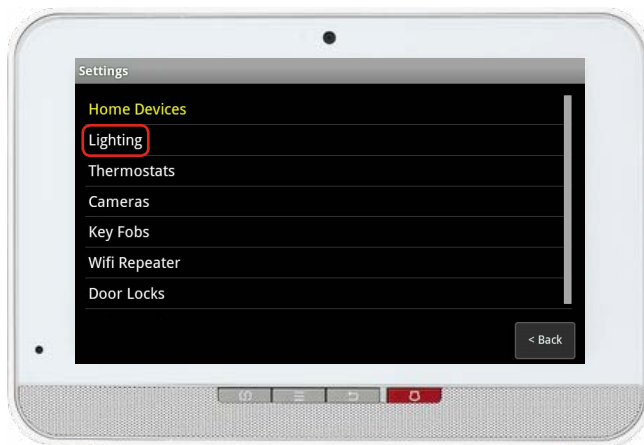 Settings
Home Devices
Lighting
Thermostats
Cameras
Key Fobs
Wifi Repeater
Door Locks
< Back